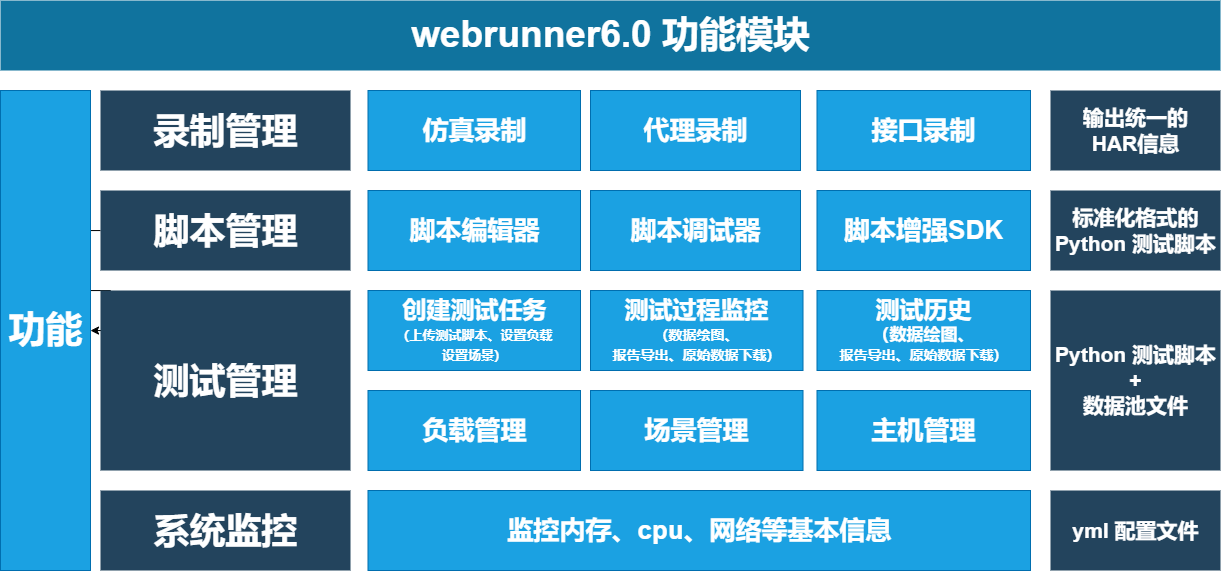 webrunner6.0 功能模块
功能
录制管理
仿真录制
代理录制
接口录制
输出统一的
HAR信息
脚本管理
脚本编辑器
脚本调试器
脚本增强SDK
标准化格式的
Python 测试脚本
测试管理
创建测试任务
（上传测试脚本、设置负载
设置场景）
测试过程监控
（数据绘图、
报告导出、原始数据下载）
测试历史
（数据绘图、
报告导出、原始数据下载）
负载管理
场景管理
主机管理
Python 测试脚本
+
数据池文件
系统监控
监控内存、cpu、网络等基本信息
yml 配置文件